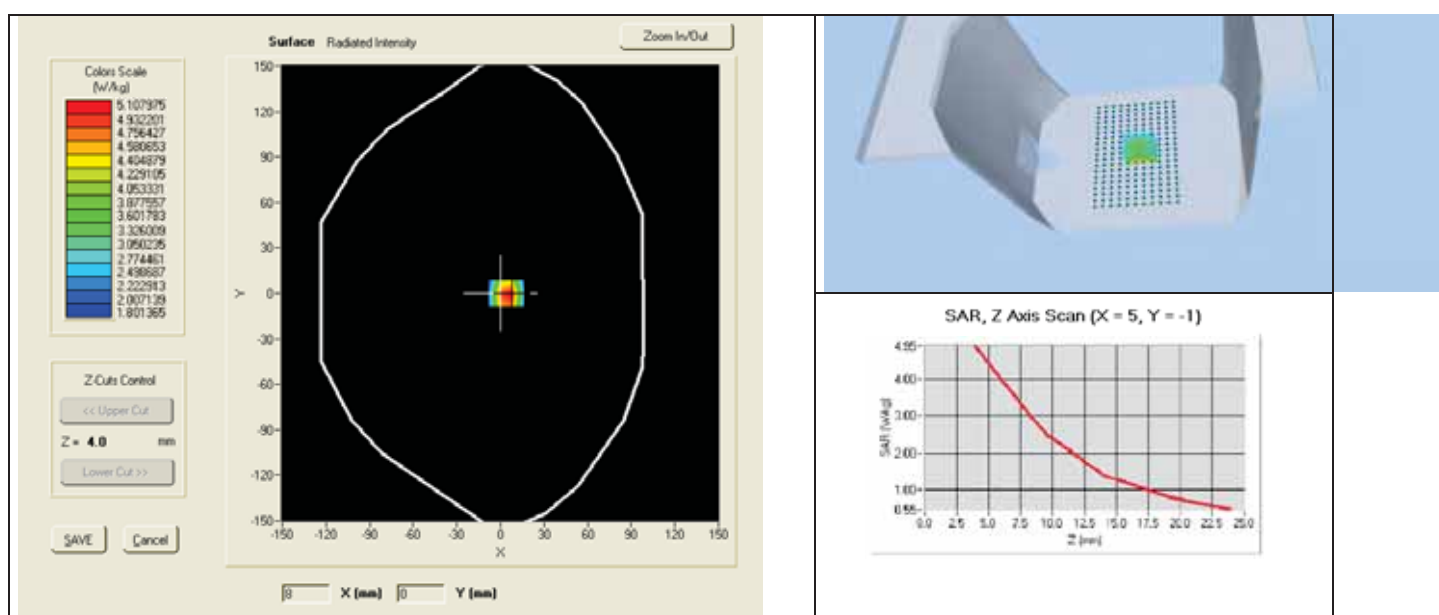 Surface Radiated Intensity
Zoom In/Out
Colors Scale
(W/kg)
5.107975
4.932201
4.756427
4.580653
4.404879
4.229105
4.053331
3.877557
3.601783
3.326009
3.050235
2.774461
2.498687
2.222913
2.007139
1.801365
Z-Cuts Control
<< Upper Cut
Z = 4.0 mm
Lower Cut >>
SAVE Cancel
150
120
90
60
30
0
-30
-60
-90
-120
-150
Y
-150 -120 -90 -60 -30 0 30 60 90 120 150
X
8 X (mm) 0 Y (mm)
SAR, Z Axis Scan (X = 5, Y = -1)
4.95
4.00
3.00
2.00
1.00
0.55
SAR (W/kg)
0.0 2.5 5.0 7.5 10.0 12.5 15.0 17.5 20.0 22.5 25.0
Z (mm)